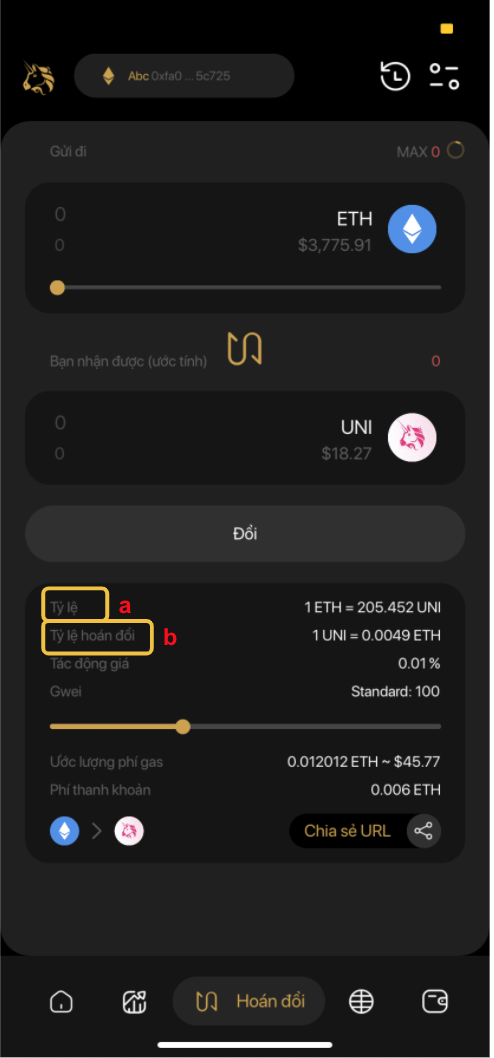 Abc 0xfa0 ... 5c725
Gửi đi MAX 0
0 ETH
0 $3,775.91
Bạn nhận được (ước tính) 0
0 UNI
0 $18.27
Đổi
Tỷ lệ a 1 ETH = 205.452 UNI
Tỷ lệ hoán đổi b 1 UNI = 0.0049 ETH
Tác động giá 0.01%
Gwei Standard: 100
Ước lượng phí gas 0.012012 ETH ~ $45.77
Phí thanh khoản 0.006 ETH
Chia sẻ URL
Hoán đổi